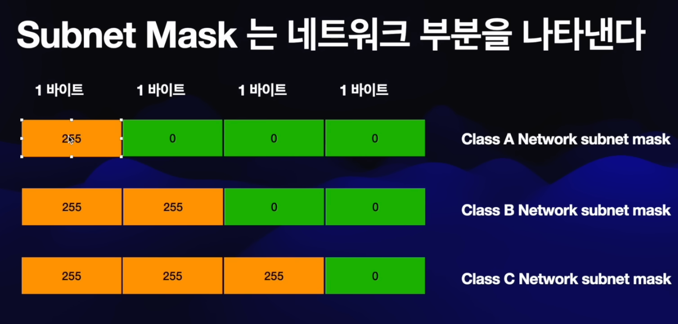 Subnet Mask 는 네트워크 부분을 나타낸다
1 바이트 1 바이트 1 바이트 1 바이트
255 0 0 0 Class A Network subnet mask
255 255 0 0 Class B Network subnet mask
255 255 255 0 Class C Network subnet mask